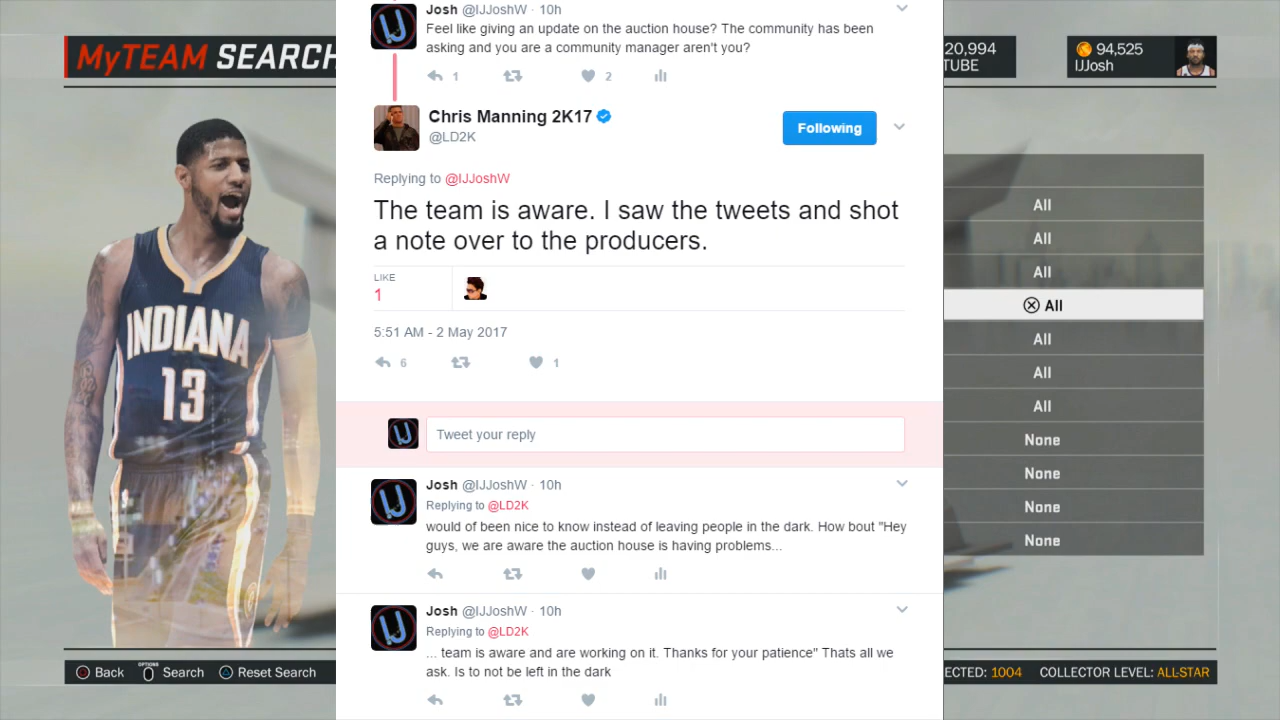 MyTEAM SEARCH
20,994
TUBE
94,525
IJJosh
Josh @IJJoshW · 10h
Feel like giving an update on the auction house? The community has been
asking and you are a community manager aren't you?
1
2
Chris Manning 2K17
@LD2K
Following
Replying to @IJJoshW
The team is aware. I saw the tweets and shot
a note over to the producers.
LIKE
1
5:51 AM - 2 May 2017
6
1
Tweet your reply
Josh @IJJoshW · 10h
Replying to @LD2K
would of been nice to know instead of leaving people in the dark. How bout "Hey
guys, we are aware the auction house is having problems...
Josh @IJJoshW · 10h
Replying to @LD2K
... team is aware and are working on it. Thanks for your patience" Thats all we
ask. Is to not be left in the dark
INDIANA
13
All
All
All
All
All
All
All
None
None
None
None
Back
OPTIONS
Search
Reset Search
ECTED: 1004
COLLECTOR LEVEL: ALL-STAR